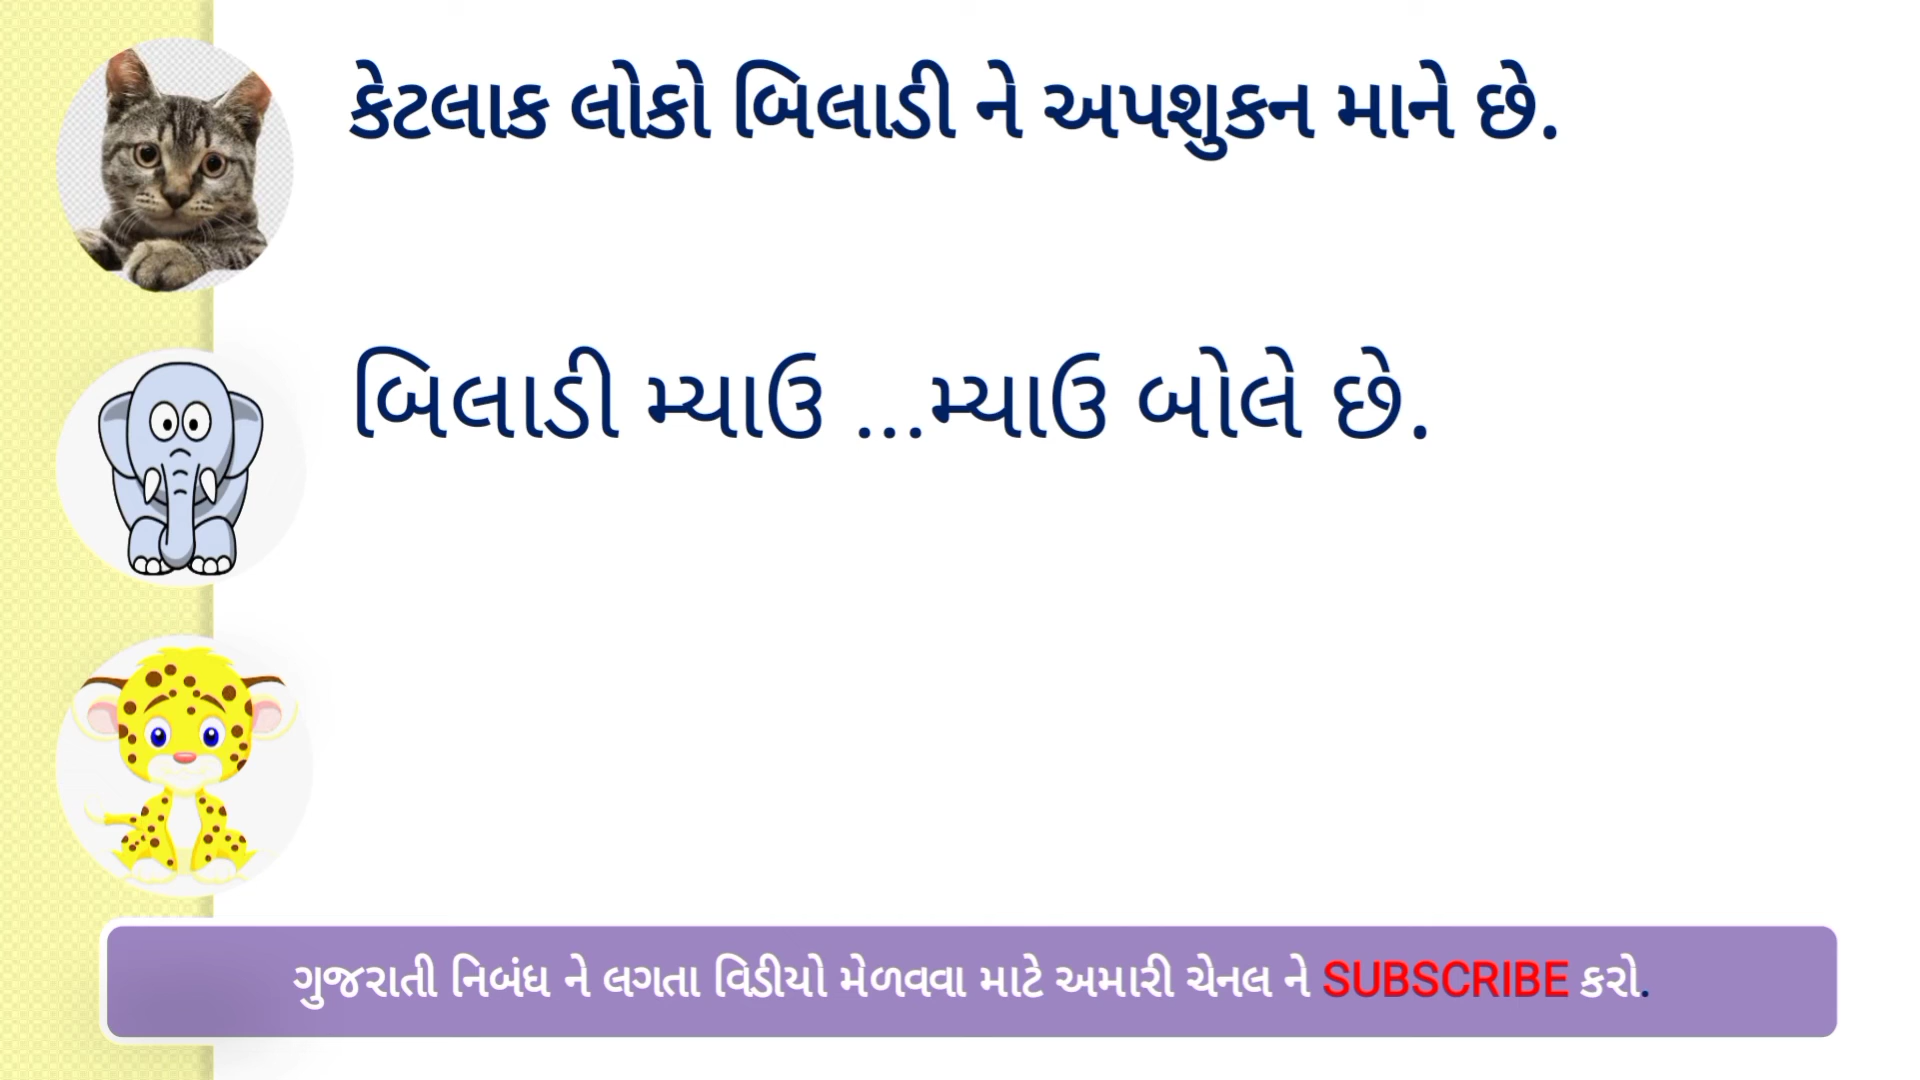 કેટલાક લોકો બિલાડી ને અપશુકન માને છે.
બિલાડી મ્યાઉ ...મ્યાઉ બોલે છે.
ગુજરાતી નિબંધ ને લગતા વિડીયો મેળવવા માટે અમારી ચેનલ ને SUBSCRIBE કરો.